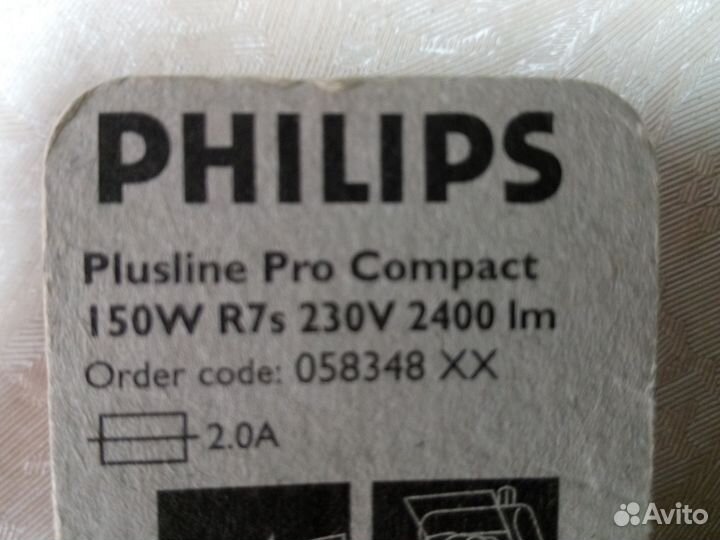 PHILIPS
Plusline Pro Compact
150W R7s 230V 2400 lm
Order code: 058348 XX
2.0A
Avito